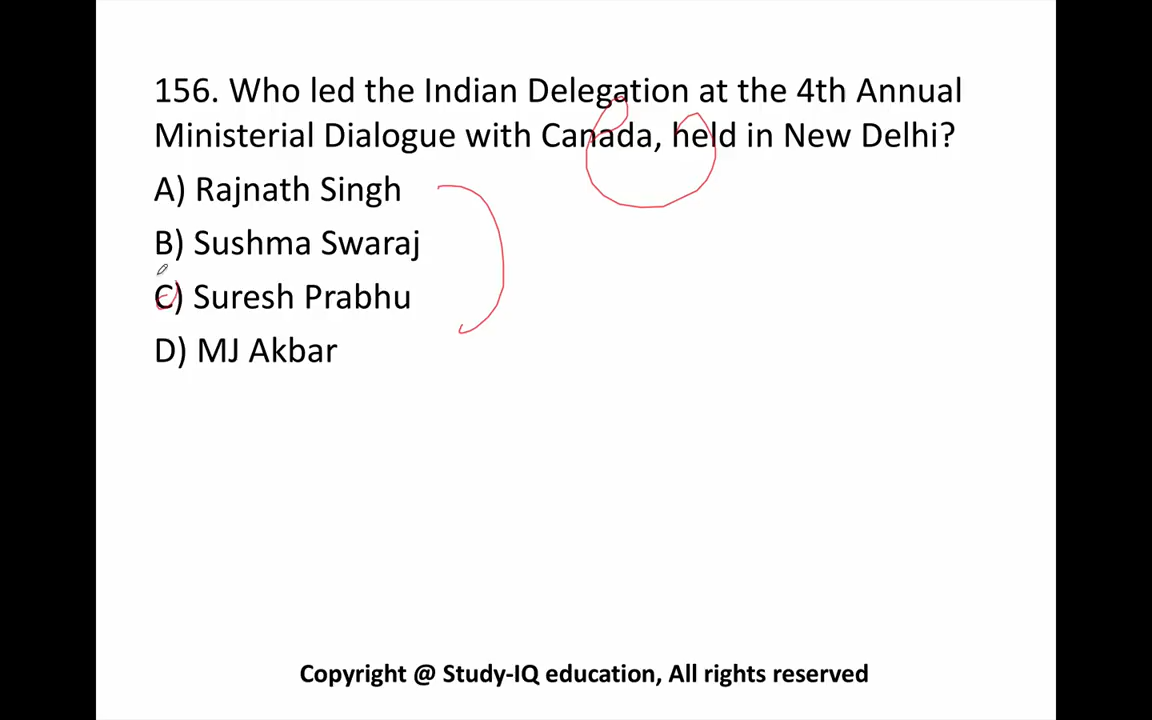 156. Who led the Indian Delegation at the 4th Annual
Ministerial Dialogue with Canada, held in New Delhi?
A) Rajnath Singh
B) Sushma Swaraj
C) Suresh Prabhu
D) MJ Akbar
Copyright @ Study-IQ education, All rights reserved